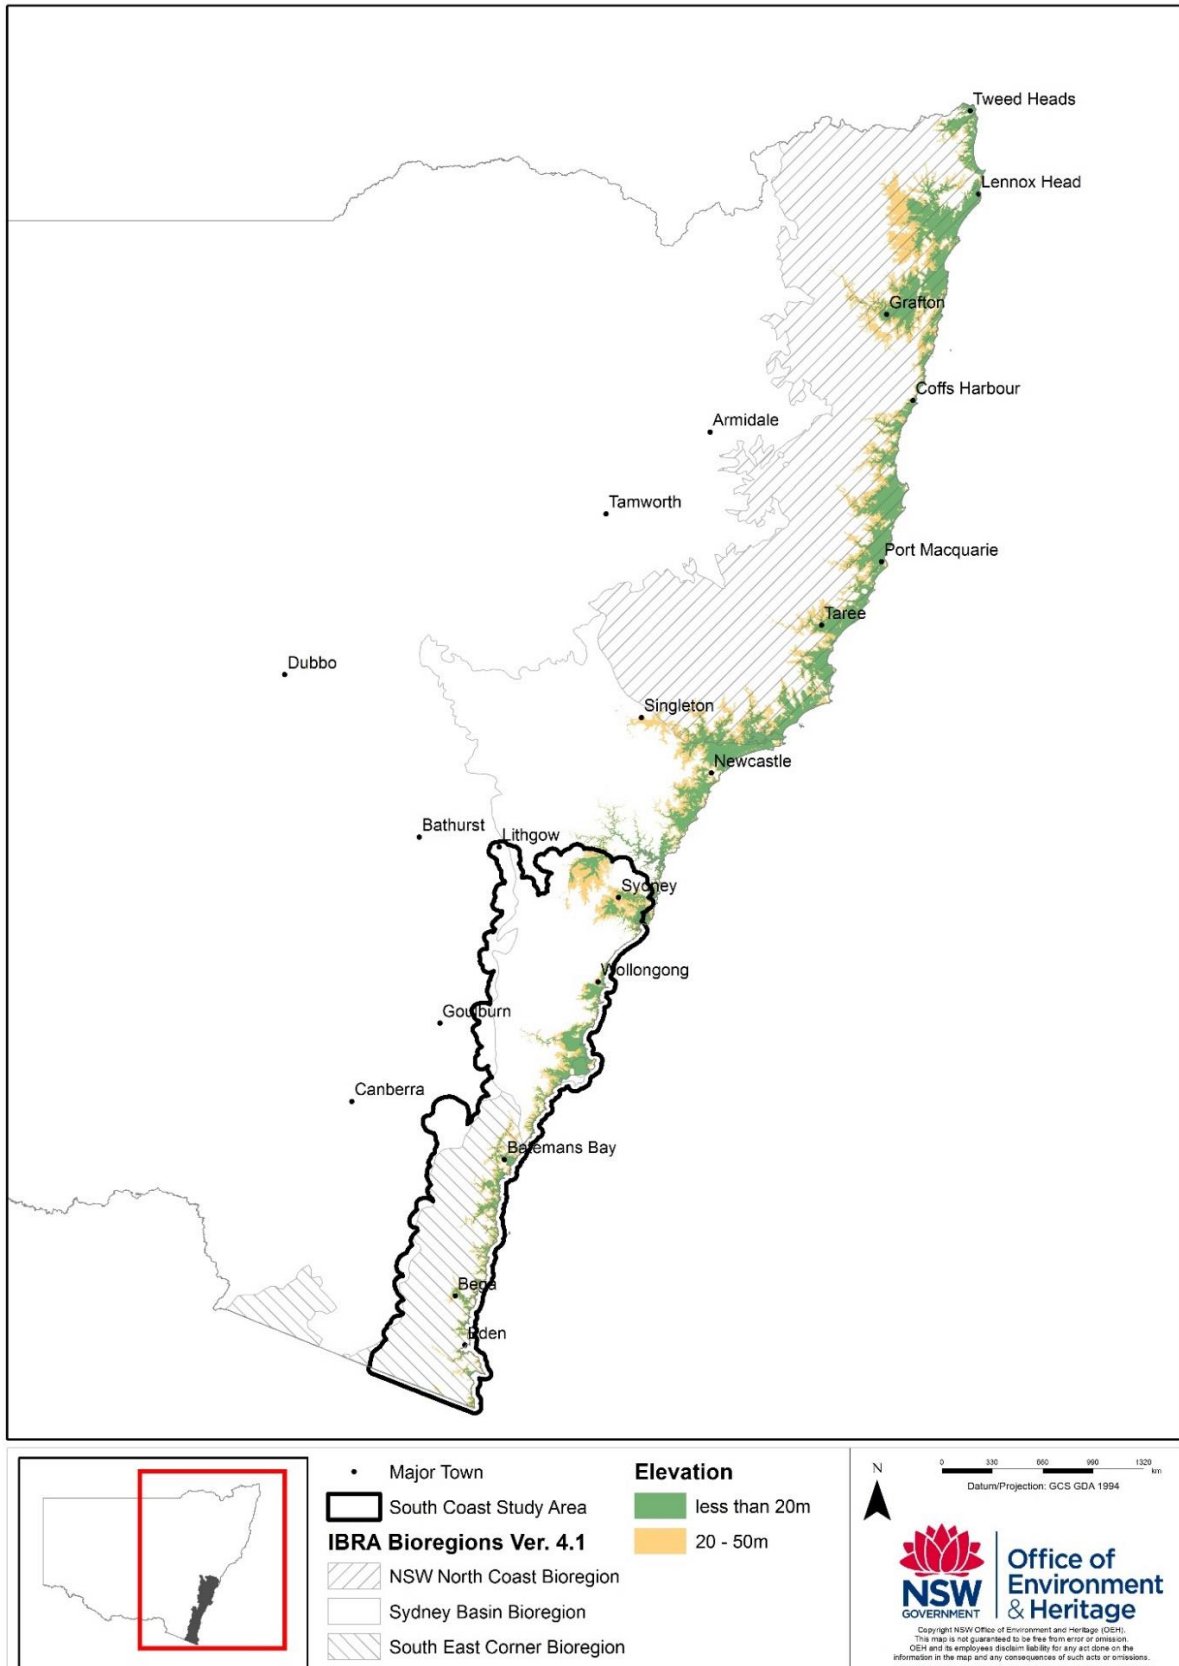 Tweed Heads
Lennox Head
Grafton
Coffs Harbour
Armidale
Tamworth
Port Macquarie
Taree
Dubbo
Singleton
Newcastle
Bathurst
Lithgow
Sydney
Wollongong
Goulburn
Canberra
Batemans Bay
Bega
Eden
Major Town
South Coast Study Area
IBRA Bioregions Ver. 4.1
NSW North Coast Bioregion
Sydney Basin Bioregion
South East Corner Bioregion
Elevation
less than 20m
20 - 50m
N
0 330 660 990 1320
km
Datum/Projection: GCS GDA 1994
NSW
GOVERNMENT
Office of
Environment
& Heritage
Copyright NSW Office of Environment and Heritage (OEH).
This map is not guaranteed to be free from error or omission.
OEH and its employees disclaim liability for any act done on the
information in the map and any consequences of such acts or omissions.